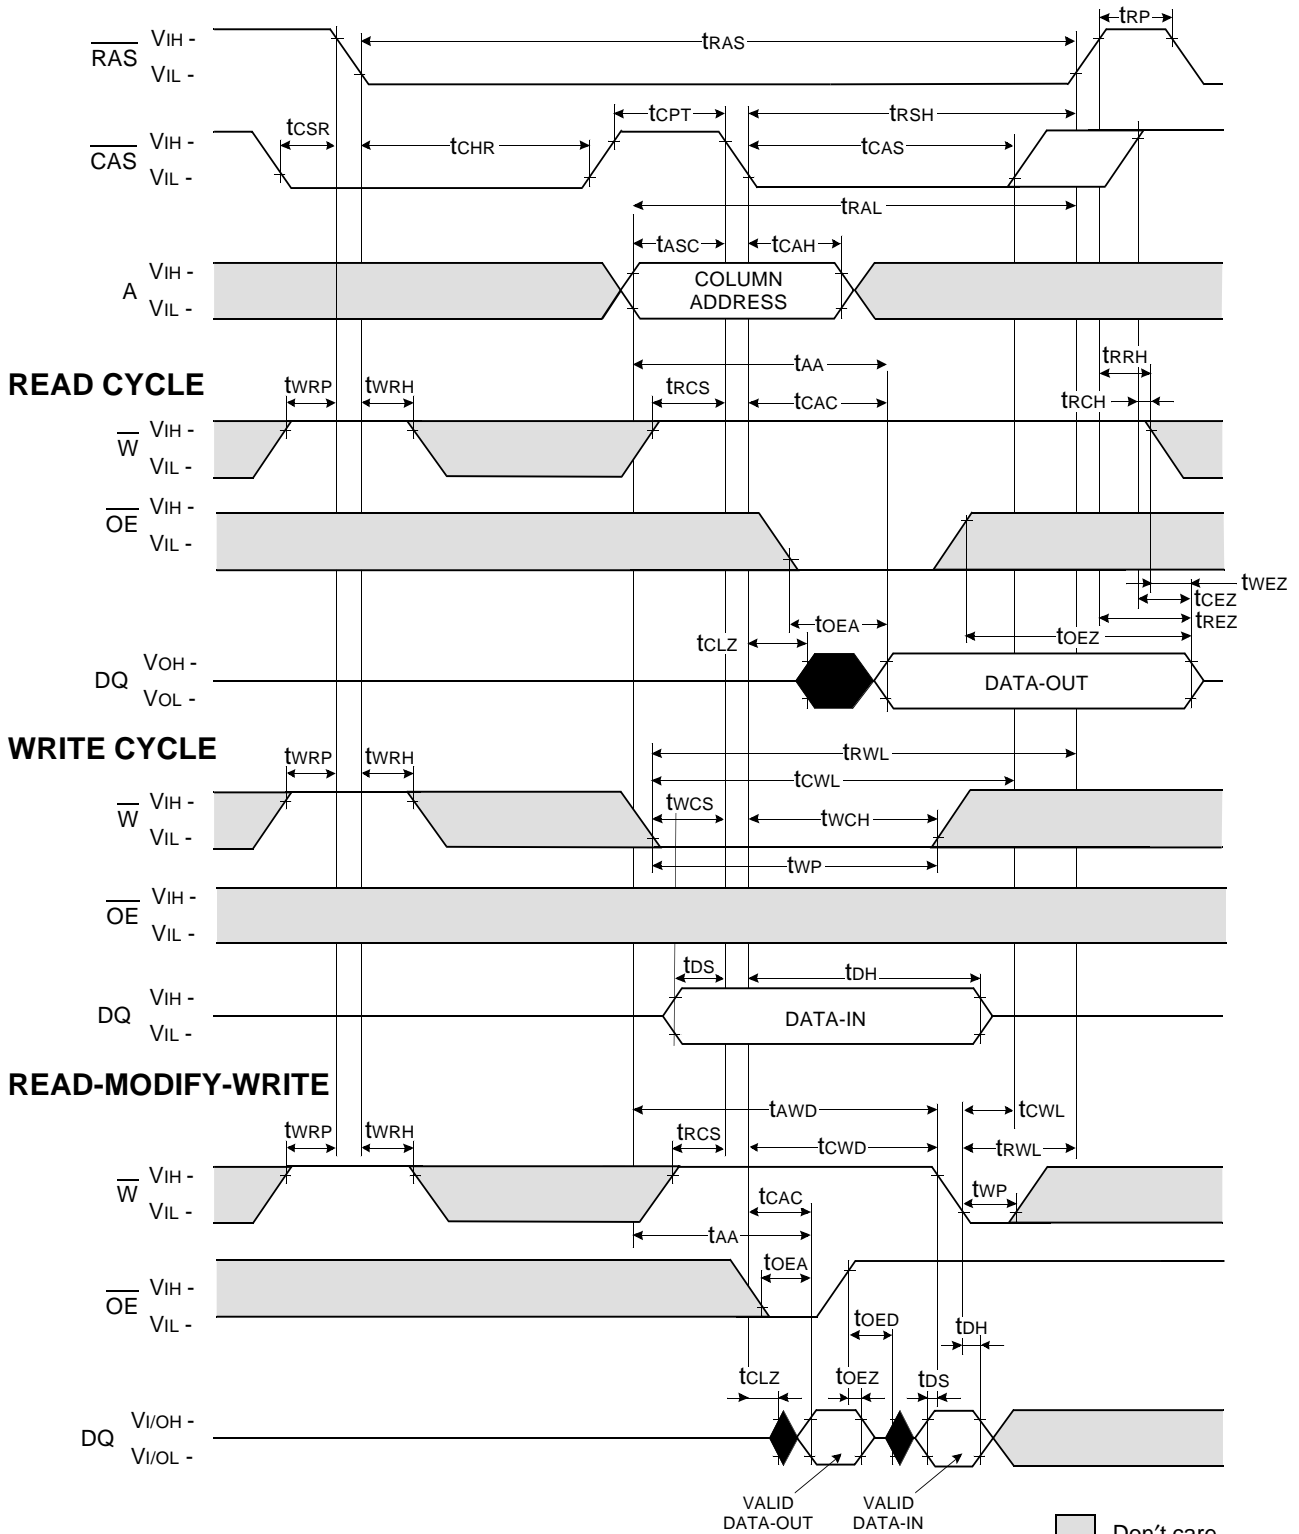 tRP
RAS VIH -
tRAS
VIL -
tCPT
tRSH
tCSR
CAS VIH -
tCHR
tCAS
VIL -
tRAL
tASC
tCAH
A VIH -
COLUMN
ADDRESS
VIL -
tAA
tRRH
READ CYCLE
tWRP
tWRH
tRCS
tCAC
tRCH
W VIH -
VIL -
OE VIH -
VIL -
tWEZ
tCEZ
tREZ
tOEA
tOEZ
tCLZ
DQ VOH -
VOL -
DATA-OUT
WRITE CYCLE
tWRP
tWRH
tRWL
tCWL
W VIH -
VIL -
tWCS
tWCH
tWP
OE VIH -
VIL -
tDS
tDH
DQ VIH -
VIL -
DATA-IN
READ-MODIFY-WRITE
tAWD
tCWL
tWRP
tWRH
tRCS
tCWD
tRWL
W VIH -
VIL -
tWP
tCAC
tAA
tOEA
OE VIH -
VIL -
tOED
tDH
tCLZ
tOEZ
tDS
DQ VI/OH -
VI/OL -
VALID
DATA-OUT
VALID
DATA-IN
Don′t care